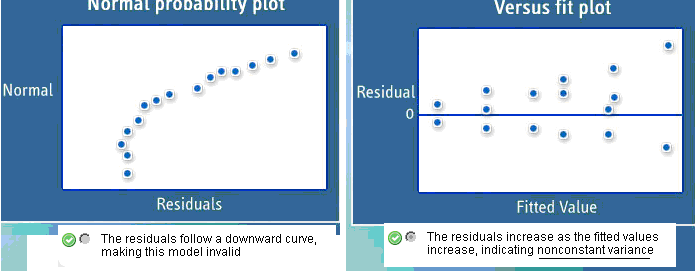 Normal probability plot
Normal
Residuals
The residuals follow a downward curve,
making this model invalid
Versus fit plot
Residual
0
Fitted Value
The residuals increase as the fitted values
increase, indicating nonconstant variance